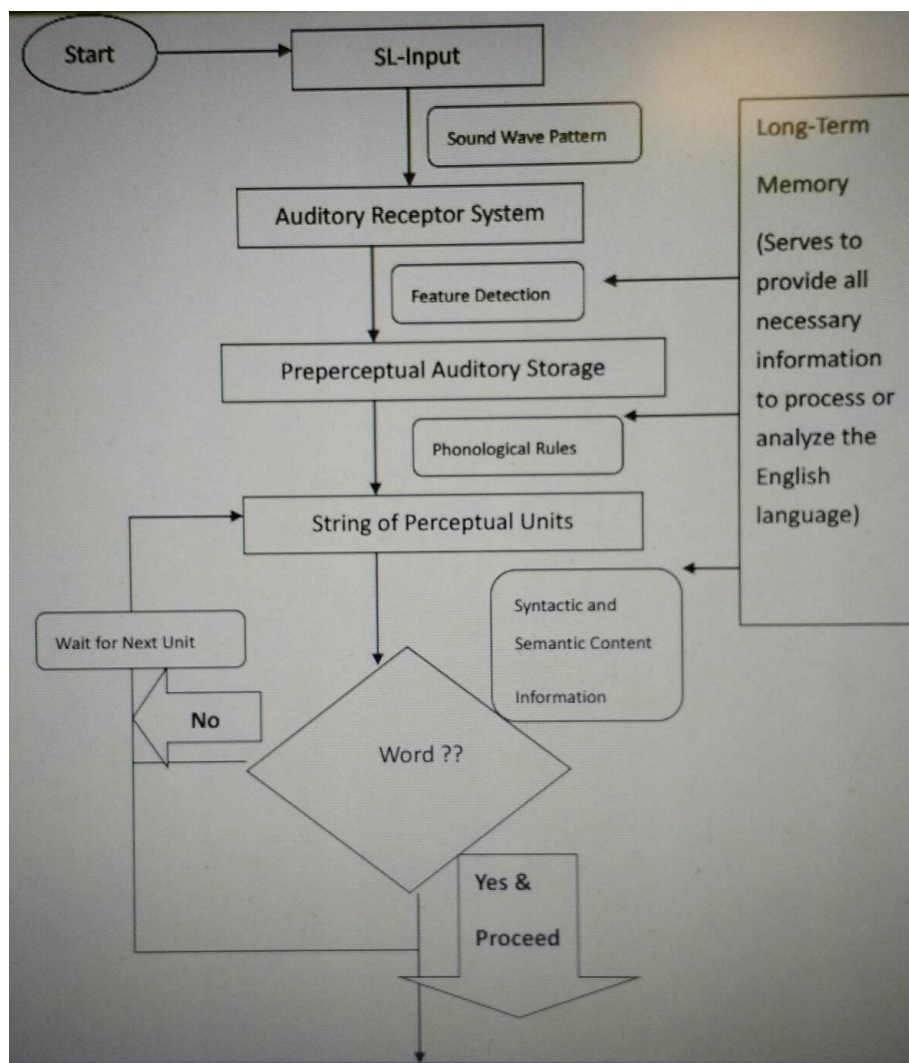 Start
SL-Input
Sound Wave Pattern
Long-Term
Memory
(Serves to
provide all
necessary
information
to process or
analyze the
English
language)
Auditory Receptor System
Feature Detection
Preperceptual Auditory Storage
Phonological Rules
String of Perceptual Units
Syntactic and
Semantic Content
Information
Wait for Next Unit
No
Word ??
Yes &
Proceed